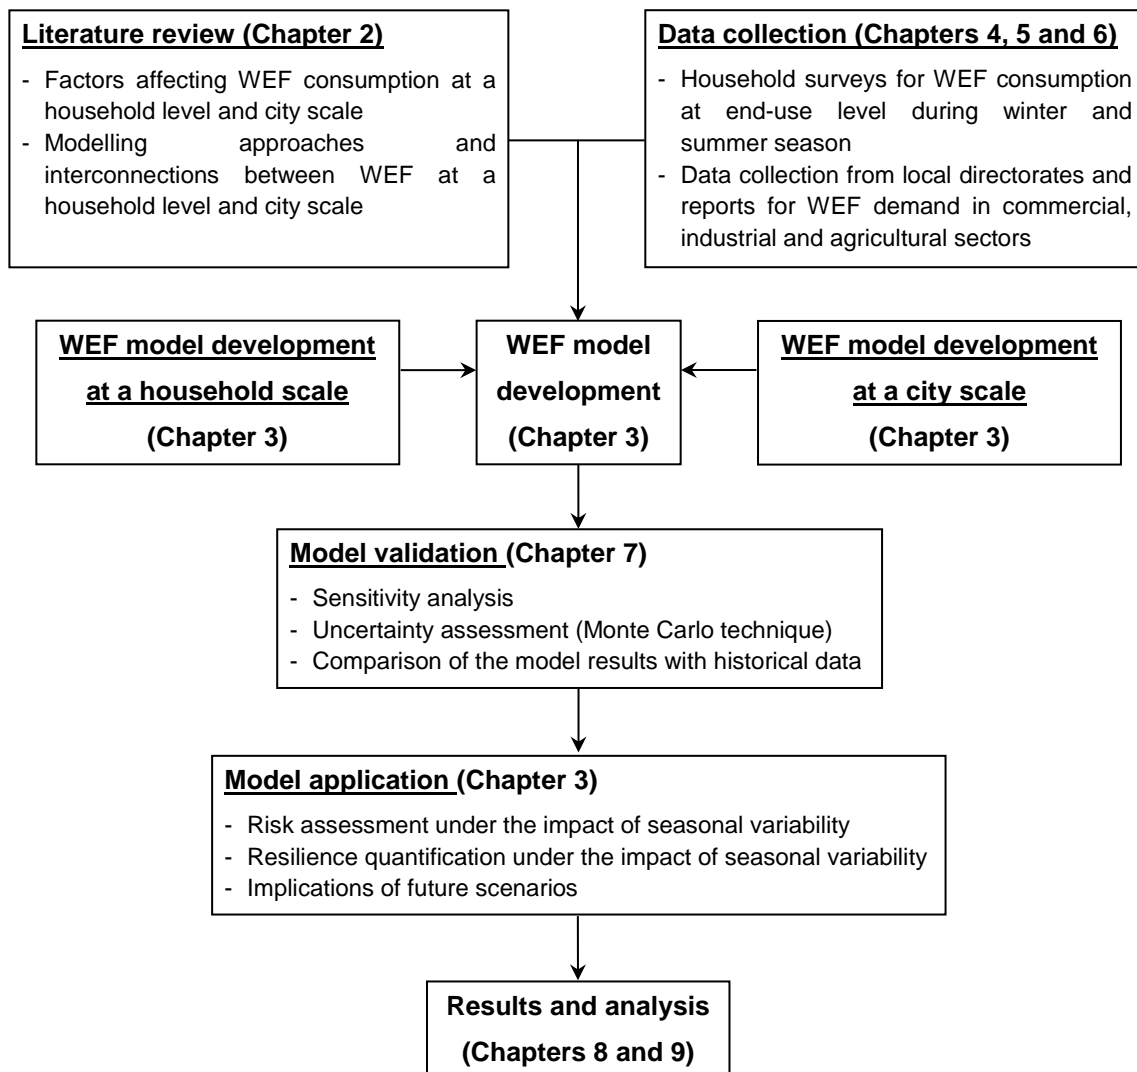 Literature review (Chapter 2)
- Factors affecting WEF consumption at a
household level and city scale
- Modelling approaches and
interconnections between WEF at a
household level and city scale
Data collection (Chapters 4, 5 and 6)
- Household surveys for WEF consumption
at end-use level during winter and
summer season
- Data collection from local directorates and
reports for WEF demand in commercial,
industrial and agricultural sectors
WEF model development
at a household scale
(Chapter 3)
WEF model
development
(Chapter 3)
WEF model development
at a city scale
(Chapter 3)
Model validation (Chapter 7)
- Sensitivity analysis
- Uncertainty assessment (Monte Carlo technique)
- Comparison of the model results with historical data
Model application (Chapter 3)
- Risk assessment under the impact of seasonal variability
- Resilience quantification under the impact of seasonal variability
- Implications of future scenarios
Results and analysis
(Chapters 8 and 9)